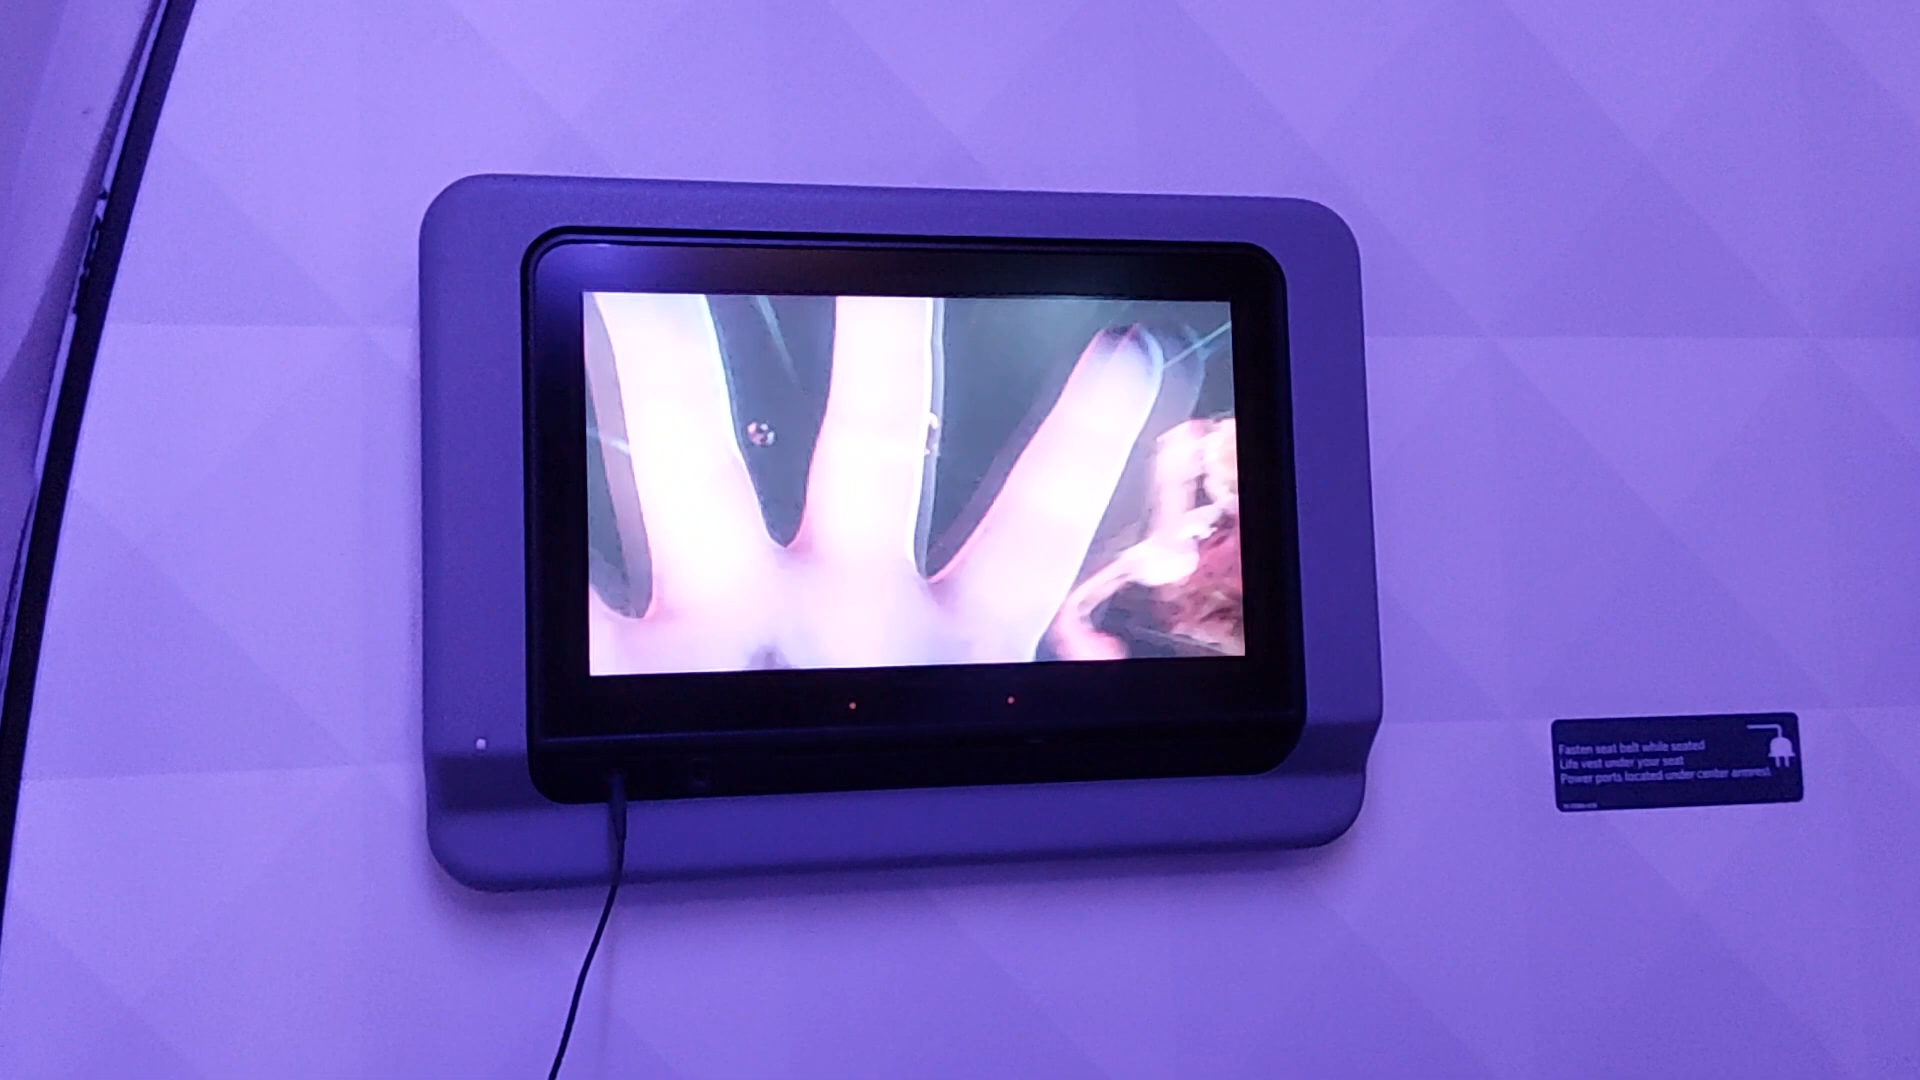 Fasten seat belt while seated
Life vest under your seat
Power ports located under center armrest